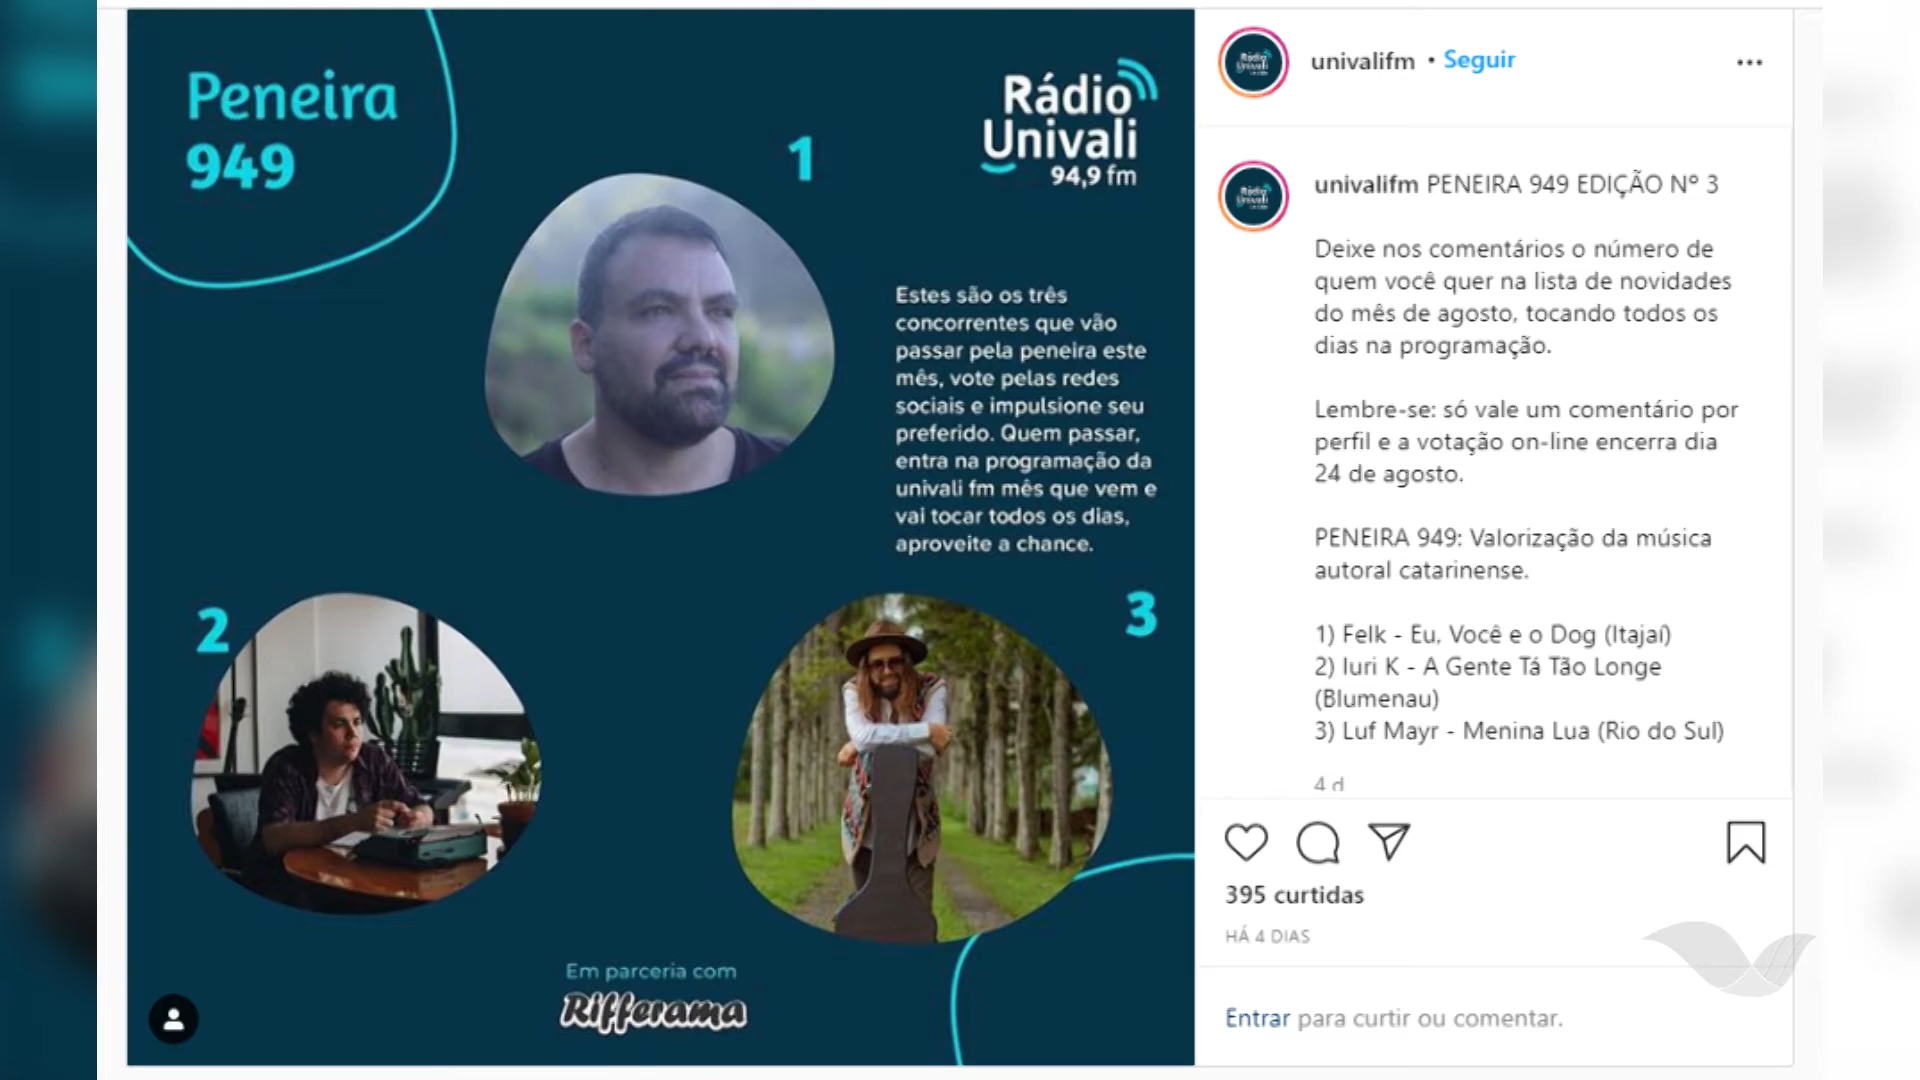 Peneira
949
1
Rádio
Univali
94,9 fm
Estes são os três
concorrentes que vão
passar pela peneira este
mês, vote pelas redes
sociais e impulsione seu
preferido. Quem passar,
entra na programação da
univali fm mês que vem e
vai tocar todos os dias,
aproveite a chance.
2
3
Em parceria com
Rifferama
univalifm • Seguir
univalifm PENEIRA 949 EDIÇÃO Nº 3
Deixe nos comentários o número de
quem você quer na lista de novidades
do mês de agosto, tocando todos os
dias na programação.
Lembre-se: só vale um comentário por
perfil e a votação on-line encerra dia
24 de agosto.
PENEIRA 949: Valorização da música
autoral catarinense.
1) Felk - Eu, Você e o Dog (Itajaí)
2) Iuri K - A Gente Tá Tão Longe
(Blumenau)
3) Luf Mayr - Menina Lua (Rio do Sul)
4 d
395 curtidas
HÁ 4 DIAS
Entrar para curtir ou comentar.